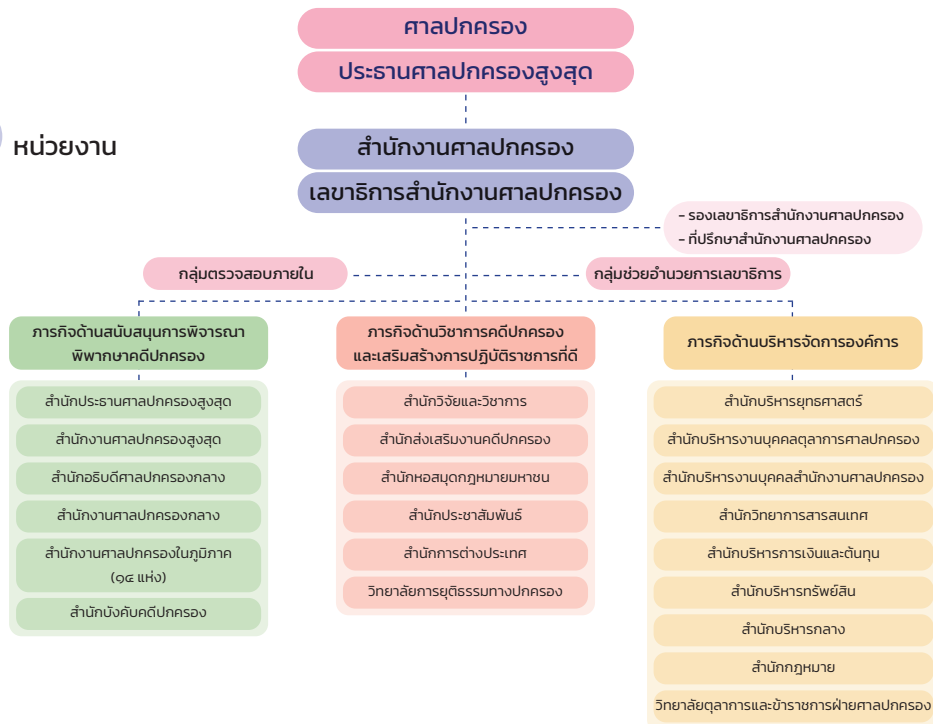 ศาลปกครอง
ประธานศาลปกครองสูงสุด
หน่วยงาน
สำนักงานศาลปกครอง
เลขาธิการสำนักงานศาลปกครอง
- รองเลขาธิการสำนักงานศาลปกครอง
- ที่ปรึกษาสำนักงานศาลปกครอง
กลุ่มตรวจสอบภายใน
กลุ่มช่วยอำนวยการเลขาธิการ
ภารกิจด้านสนับสนุนการพิจารณา
พิพากษาคดีปกครอง
สำนักประธานศาลปกครองสูงสุด
สำนักงานศาลปกครองสูงสุด
สำนักอธิบดีศาลปกครองกลาง
สำนักงานศาลปกครองกลาง
สำนักงานศาลปกครองในภูมิภาค
(๑๔ แห่ง)
สำนักบังคับคดีปกครอง
ภารกิจด้านวิชาการคดีปกครอง
และเสริมสร้างการปฏิบัติราชการที่ดี
สำนักวิจัยและวิชาการ
สำนักส่งเสริมงานคดีปกครอง
สำนักหอสมุดกฎหมายมหาชน
สำนักประชาสัมพันธ์
สำนักการต่างประเทศ
วิทยาลัยการยุติธรรมทางปกครอง
ภารกิจด้านบริหารจัดการองค์การ
สำนักบริหารยุทธศาสตร์
สำนักบริหารงานบุคคลตุลาการศาลปกครอง
สำนักบริหารงานบุคคลสำนักงานศาลปกครอง
สำนักวิทยาการสารสนเทศ
สำนักบริหารการเงินและต้นทุน
สำนักบริหารทรัพย์สิน
สำนักบริหารกลาง
สำนักกฎหมาย
วิทยาลัยตุลาการและข้าราชการฝ่ายศาลปกครอง